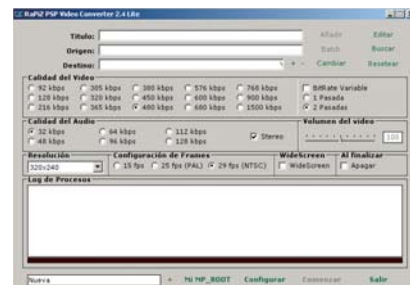 RaPiZ PSP Video Converter 2.4 Lite
Titulo: Añadir Editar
Origen: Batch Buscar
Destino: + - Cambiar Resetear
Calidad del Video
92 kbps 305 kbps 380 kbps 576 kbps 768 kbps BitRate Variable
128 kbps 320 kbps 450 kbps 600 kbps 900 kbps 1 Pasada
216 kbps 365 kbps 480 kbps 680 kbps 1500 kbps 2 Pasadas
Calidad del Audio Volumen del video
32 kbps 64 kbps 112 kbps Stereo 100
48 kbps 96 kbps 128 kbps
Resolución Configuración de Frames WideScreen Al finalizar
320x240 15 fps 25 fps (PAL) 29 fps (NTSC) WideScreen Apagar
Log de Procesos
Nueva + Mi MP_ROOT Configurar Comenzar Salir